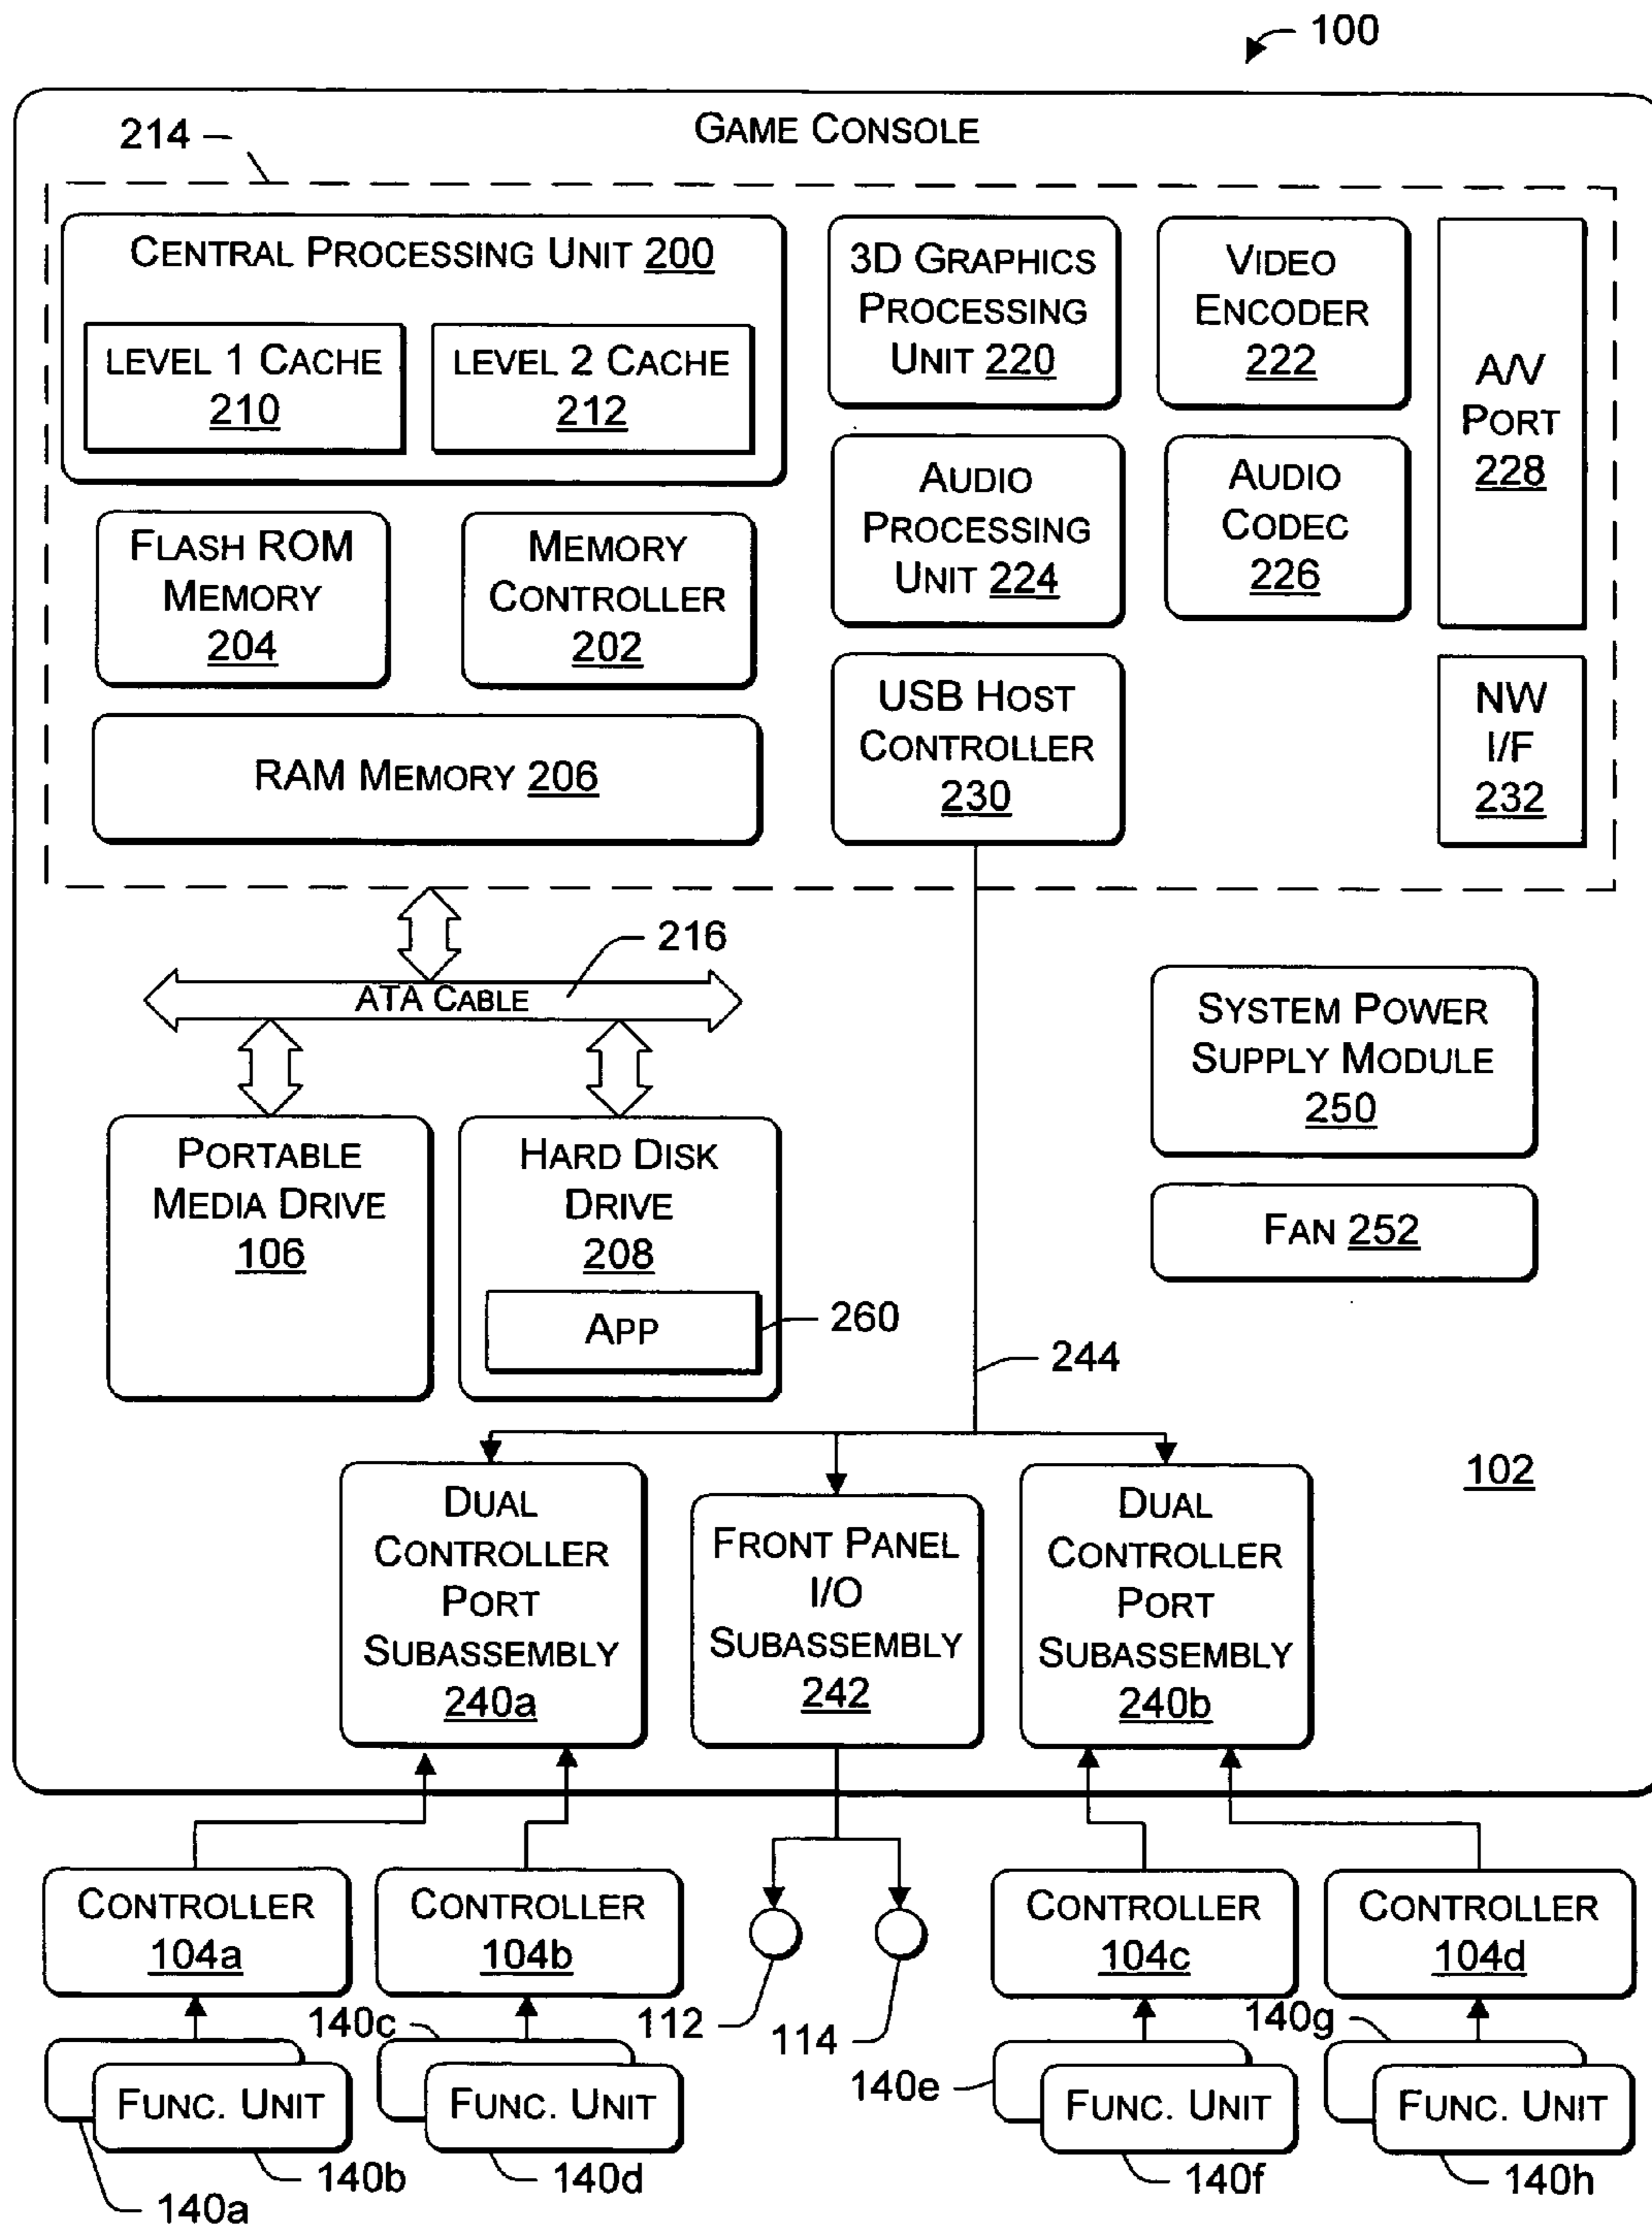 100
GAME CONSOLE
214
CENTRAL PROCESSING UNIT 200
LEVEL 1 CACHE
210
LEVEL 2 CACHE
212
3D GRAPHICS
PROCESSING
UNIT 220
VIDEO
ENCODER
222
A/V
PORT
228
FLASH ROM
MEMORY
204
MEMORY
CONTROLLER
202
AUDIO
PROCESSING
UNIT 224
AUDIO
CODEC
226
RAM MEMORY 206
USB HOST
CONTROLLER
230
NW
I/F
232
216
ATA CABLE
SYSTEM POWER
SUPPLY MODULE
250
PORTABLE
MEDIA DRIVE
106
HARD DISK
DRIVE
208
APP
260
FAN 252
244
102
DUAL
CONTROLLER
PORT
SUBASSEMBLY
240a
FRONT PANEL
I/O
SUBASSEMBLY
242
DUAL
CONTROLLER
PORT
SUBASSEMBLY
240b
CONTROLLER
104a
CONTROLLER
104b
CONTROLLER
104c
CONTROLLER
104d
112
114
140c
140g
140e
FUNC. UNIT
FUNC. UNIT
FUNC. UNIT
FUNC. UNIT
140a
140b
140d
140f
140h